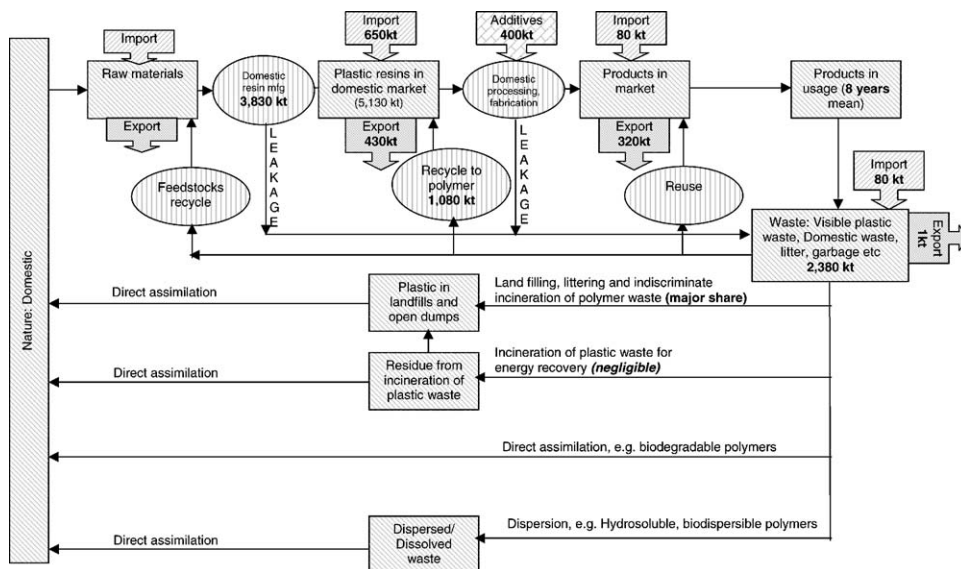 Import
Raw materials
Export
Feedstocks
recycle
Domestic
resin mfg
3,830 kt
LEAKAGE
Import
650kt
Plastic resins in
domestic market
(5,130 kt)
Export
430kt
Recycle to
polymer
1,080 kt
Additives
400kt
Domestic
processing,
fabrication
LEAKAGE
Import
80 kt
Products in
market
Export
320kt
Reuse
Products in
usage (8 years
mean)
Import
80 kt
Waste: Visible plastic
waste, Domestic waste,
litter, garbage etc
2,380 kt
Export
1kt
Nature: Domestic
Direct assimilation
Plastic in
landfills and
open dumps
Land filling, littering and indiscriminate
incineration of polymer waste (major share)
Direct assimilation
Residue from
incineration of
plastic waste
Incineration of plastic waste for
energy recovery (negligible)
Direct assimilation, e.g. biodegradable polymers
Direct assimilation
Dispersed/
Dissolved
waste
Dispersion, e.g. Hydrosoluble, biodispersible polymers